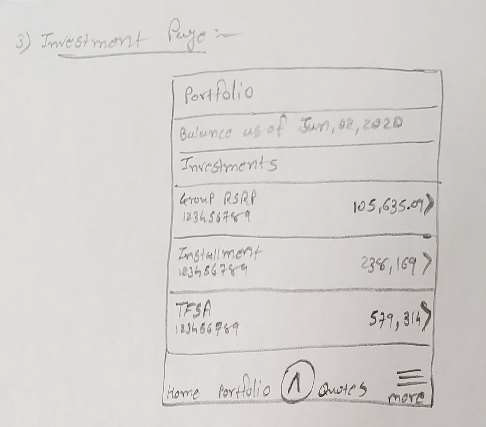 3) Investment Page :-
Portfolio
Balance as of Jun, 02, 2020
Investments
Group RSRP
123456789
105,635.09 >
Installment
123456789
238,169 >
TFSA
123456789
579,314 >
Home Portfolio Quotes more